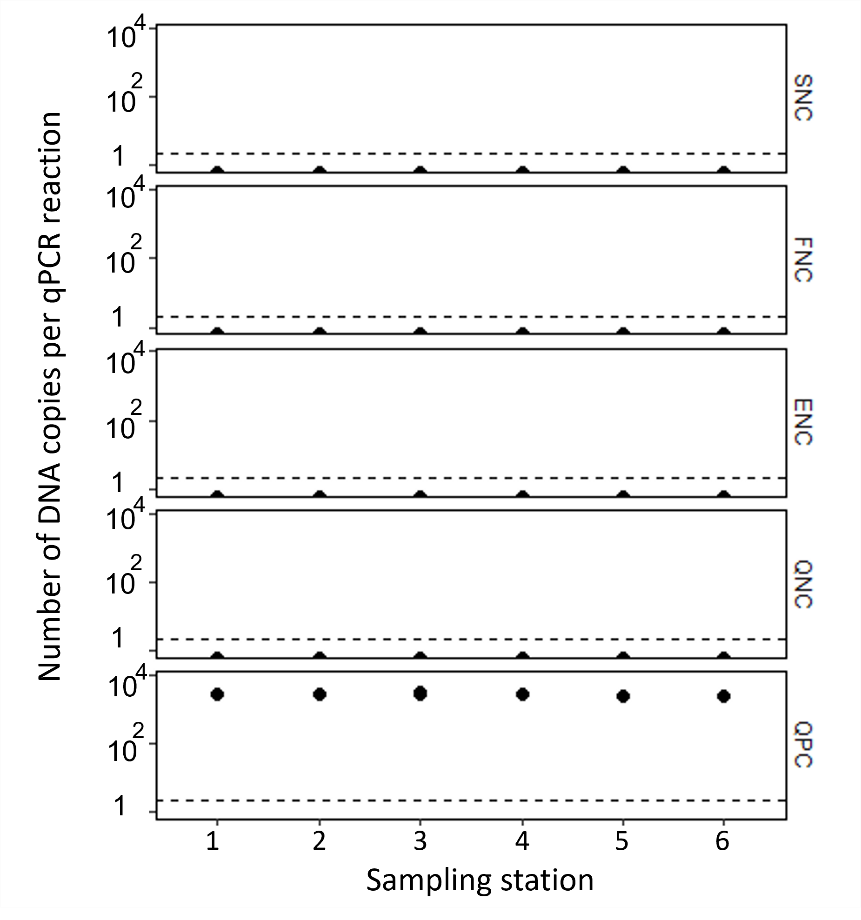 Number of DNA copies per qPCR reaction
10^4
10^2
1
SNC
10^4
10^2
1
FNC
10^4
10^2
1
ENC
10^4
10^2
1
QNC
10^4
10^2
1
QPC
1 2 3 4 5 6
Sampling station